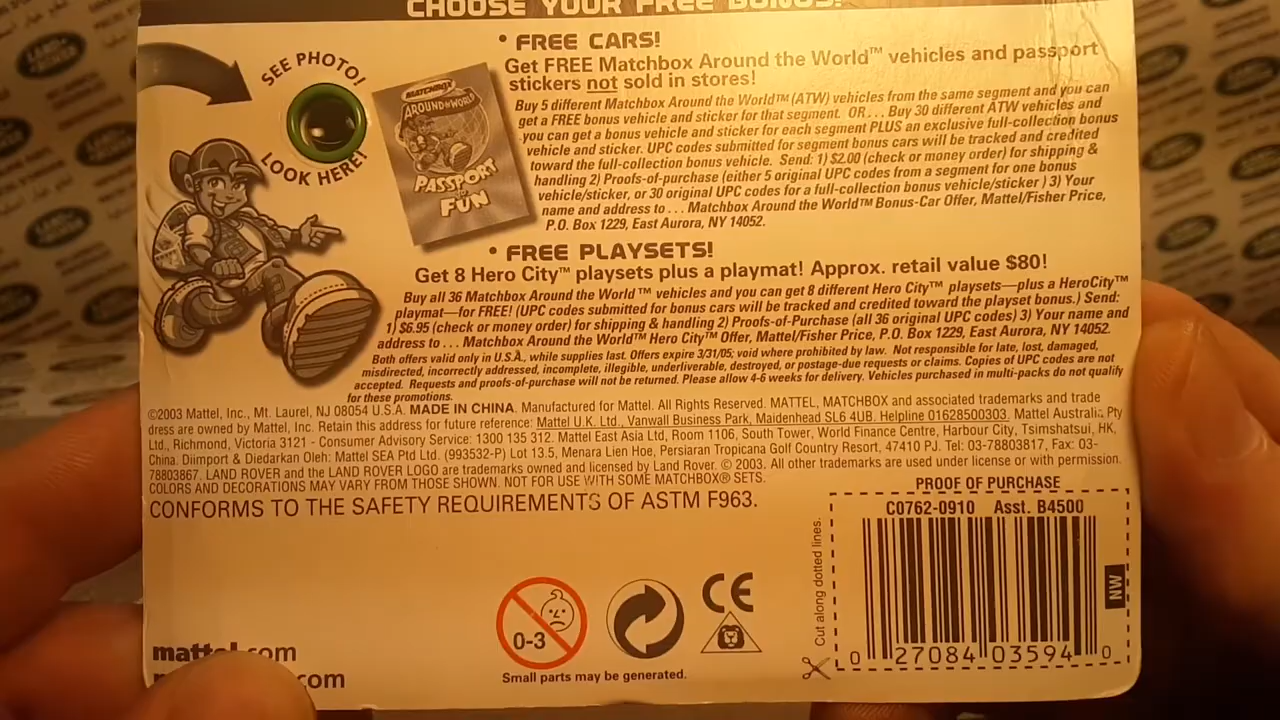 CHOOSE YOUR FREE BONUS!
• FREE CARS!
Get FREE Matchbox Around the World™ vehicles and passport
stickers not sold in stores!
SEE PHOTO!
LOOK HERE!
MATCHBOX
AROUND THE WORLD
PASSPORT
TO
FUN
Buy 5 different Matchbox Around the World™ (ATW) vehicles from the same segment and you can
get a FREE bonus vehicle and sticker for that segment. OR . . . Buy 30 different ATW vehicles and
you can get a bonus vehicle and sticker for each segment PLUS an exclusive full-collection bonus
vehicle and sticker. UPC codes submitted for segment bonus cars will be tracked and credited
toward the full-collection bonus vehicle. Send: 1) $2.00 (check or money order) for shipping &
handling 2) Proofs-of-purchase (either 5 original UPC codes from a segment for one bonus
vehicle/sticker, or 30 original UPC codes for a full-collection bonus vehicle/sticker ) 3) Your
name and address to . . . Matchbox Around the World™ Bonus-Car Offer, Mattel/Fisher Price,
P.O. Box 1229, East Aurora, NY 14052.
• FREE PLAYSETS!
Get 8 Hero City™ playsets plus a playmat! Approx. retail value $80!
Buy all 36 Matchbox Around the World ™ vehicles and you can get 8 different Hero City™ playsets—plus a HeroCity™
playmat—for FREE! (UPC codes submitted for bonus cars will be tracked and credited toward the playset bonus.) Send:
1) $6.95 (check or money order) for shipping & handling 2) Proofs-of-Purchase (all 36 original UPC codes) 3) Your name and
address to . . . Matchbox Around the World™ Hero City™ Offer, Mattel/Fisher Price, P.O. Box 1229, East Aurora, NY 14052.
Both offers valid only in U.S.A., while supplies last. Offers expire 3/31/05; void where prohibited by law. Not responsible for late, lost, damaged,
misdirected, incorrectly addressed, incomplete, illegible, underliverable, destroyed, or postage-due requests or claims. Copies of UPC codes are not
accepted. Requests and proofs-of-purchase will not be returned. Please allow 4-6 weeks for delivery. Vehicles purchased in multi-packs do not qualify
for these promotions.
©2003 Mattel, Inc., Mt. Laurel, NJ 08054 U.S.A. MADE IN CHINA. Manufactured for Mattel. All Rights Reserved. MATTEL, MATCHBOX and associated trademarks and trade
dress are owned by Mattel, Inc. Retain this address for future reference: Mattel U.K. Ltd., Vanwall Business Park, Maidenhead SL6 4UB. Helpline 01628500303. Mattel Australia Pty
Ltd., Richmond, Victoria 3121 - Consumer Advisory Service: 1300 135 312. Mattel East Asia Ltd, Room 1106, South Tower, World Finance Centre, Harbour City, Tsimshatsui, HK,
China. Diimport & Diedarkan Oleh: Mattel SEA Ptd Ltd. (993532-P) Lot 13.5, Menara Lien Hoe, Persiaran Tropicana Golf Country Resort, 47410 PJ. Tel: 03-78803817, Fax: 03-
78803867. LAND ROVER and the LAND ROVER LOGO are trademarks owned and licensed by Land Rover. © 2003. All other trademarks are used under license or with permission.
COLORS AND DECORATIONS MAY VARY FROM THOSE SHOWN. NOT FOR USE WITH SOME MATCHBOX® SETS.
CONFORMS TO THE SAFETY REQUIREMENTS OF ASTM F963.
PROOF OF PURCHASE
C0762-0910 Asst. B4500
Cut along dotted lines.
NW
0 27084 03594 0
0-3
CE
Small parts may be generated.
mattel.com
.com